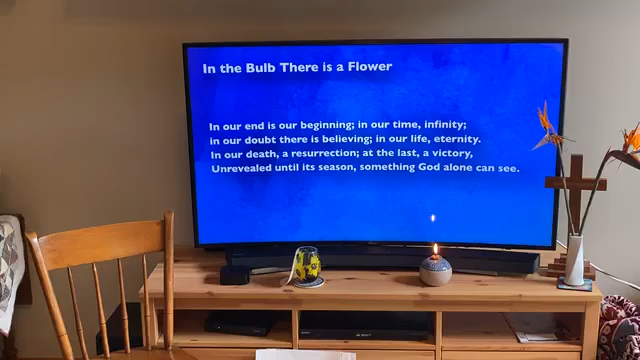 In the Bulb There is a Flower
In our end is our beginning; in our time, infinity;
in our doubt there is believing; in our life, eternity.
In our death, a resurrection; at the last, a victory,
Unrevealed until its season, something God alone can see.
SONY